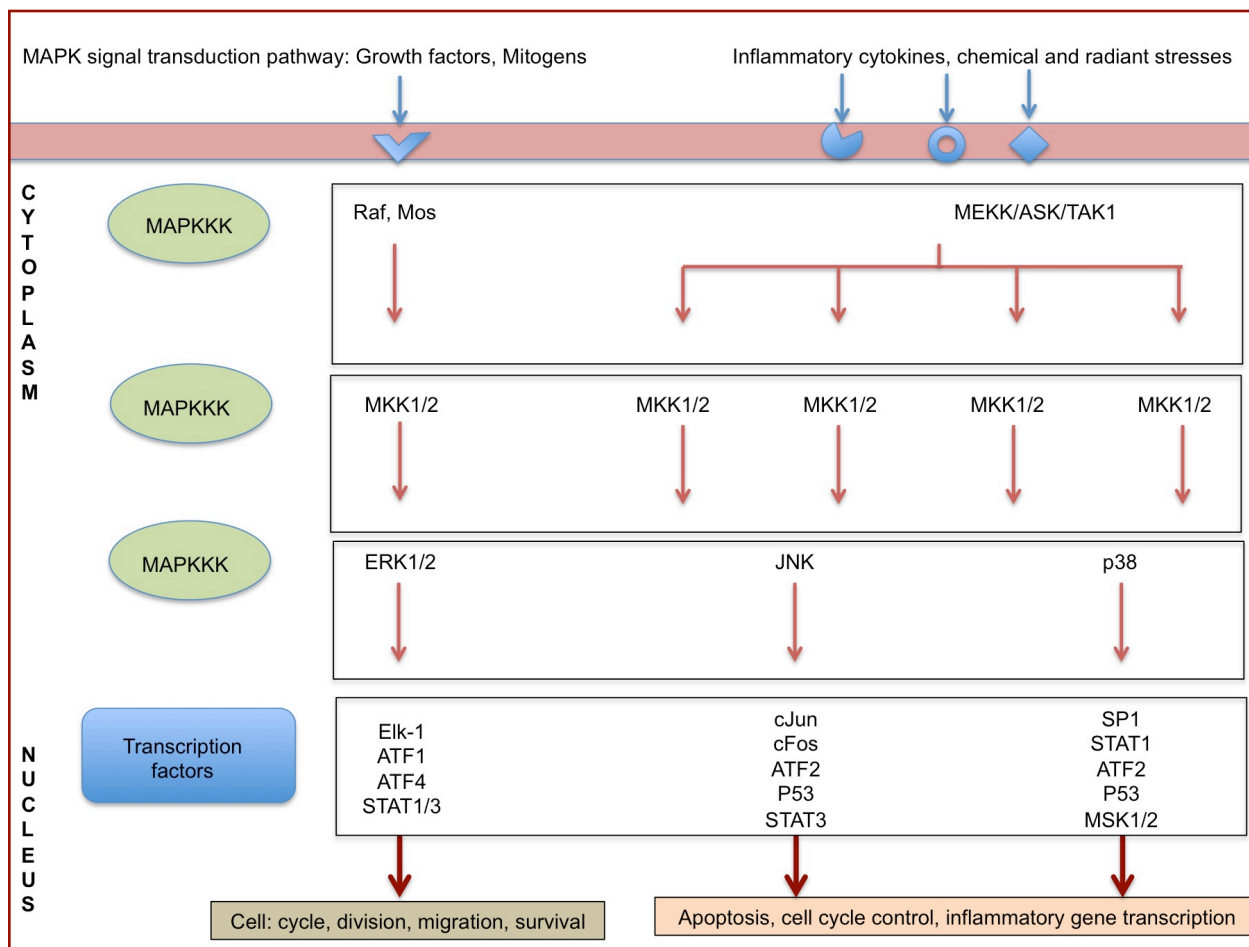 MAPK signal transduction pathway: Growth factors, Mitogens
Inflammatory cytokines, chemical and radiant stresses
CYTOPLASM
MAPKKK
Raf, Mos
MEKK/ASK/TAK1
MAPKKK
MKK1/2
MKK1/2
MKK1/2
MKK1/2
MKK1/2
MAPKKK
ERK1/2
JNK
p38
NUCLEUS
Transcription
factors
Elk-1
ATF1
ATF4
STAT1/3
cJun
cFos
ATF2
P53
STAT3
SP1
STAT1
ATF2
P53
MSK1/2
Cell: cycle, division, migration, survival
Apoptosis, cell cycle control, inflammatory gene transcription